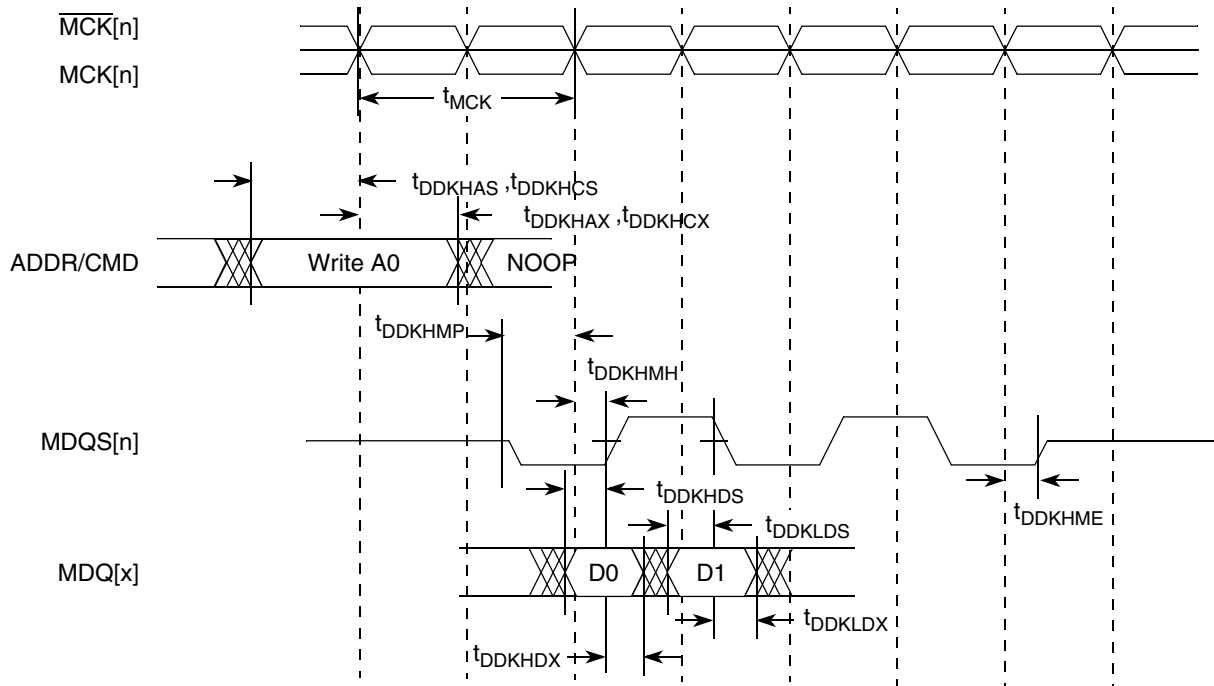 MCK[n]
MCK[n]
tMCK
tDDKHAS ,tDDKHCS
tDDKHAX ,tDDKHCX
ADDR/CMD
Write A0
NOOP
tDDKHMP
tDDKHMH
MDQS[n]
tDDKHDS
tDDKHME
tDDKLDS
MDQ[x]
D0
D1
tDDKLDX
tDDKHDX